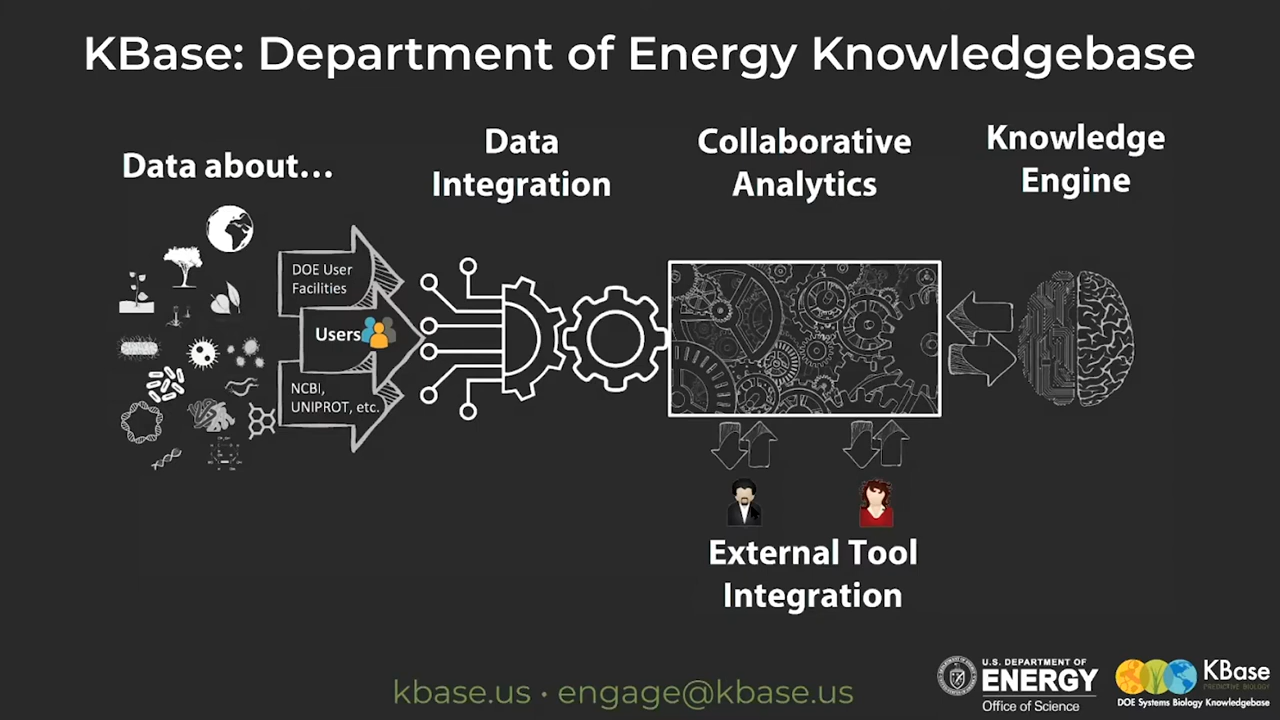 KBase: Department of Energy Knowledgebase
Data about...
Data
Integration
Collaborative
Analytics
Knowledge
Engine
DOE User
Facilities
Users
NCBI,
UNIPROT, etc.
External Tool
Integration
kbase.us · engage@kbase.us
U.S. DEPARTMENT OF
ENERGY
Office of Science
KBase
PREDICTIVE BIOLOGY
DOE Systems Biology Knowledgebase